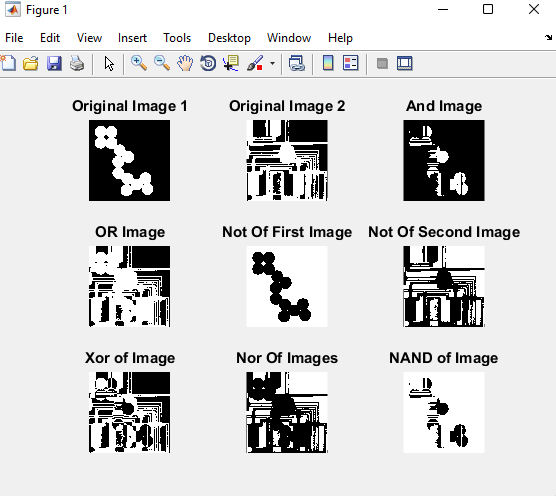 Figure 1
File Edit View Insert Tools Desktop Window Help
Original Image 1 Original Image 2 And Image
OR Image Not Of First Image Not Of Second Image
Xor of Image Nor Of Images NAND of Image